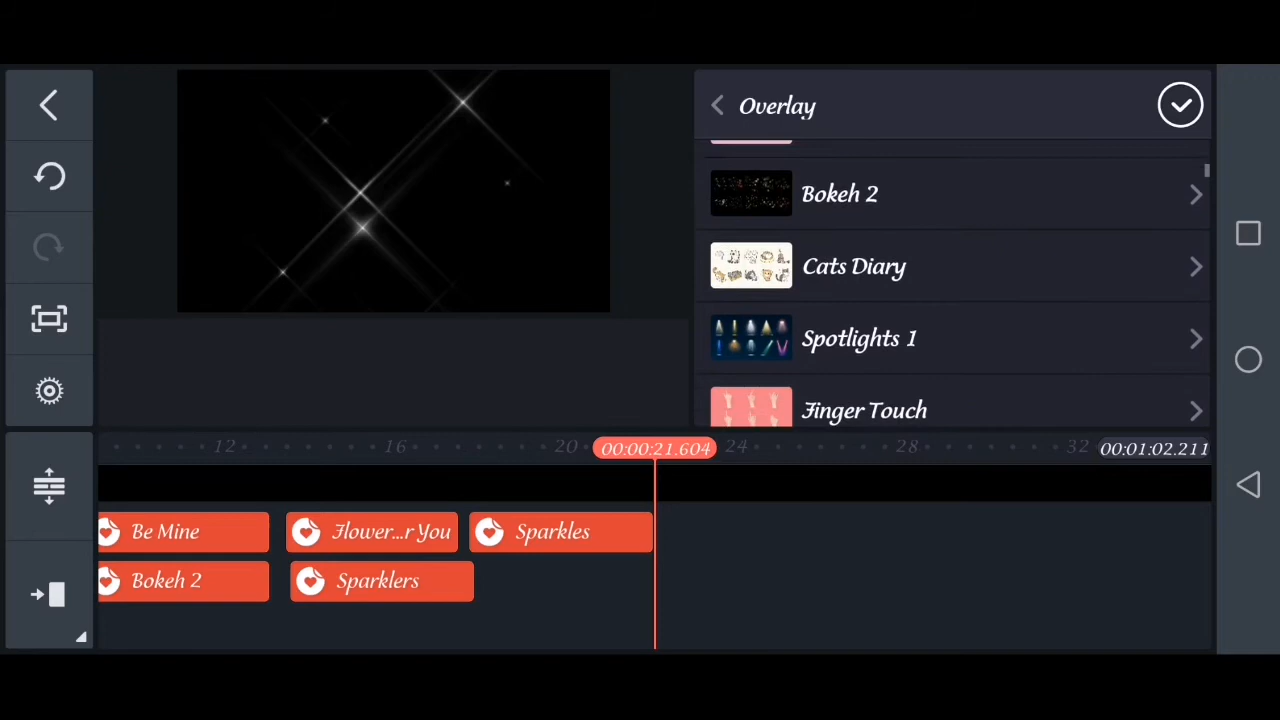 Overlay
Bokeh 2
Cats Diary
Spotlights 1
Finger Touch
12 16 20 00:00:21.604 24 28 32 00:01:02.211
Be Mine Flower...r You Sparkles
Bokeh 2 Sparklers